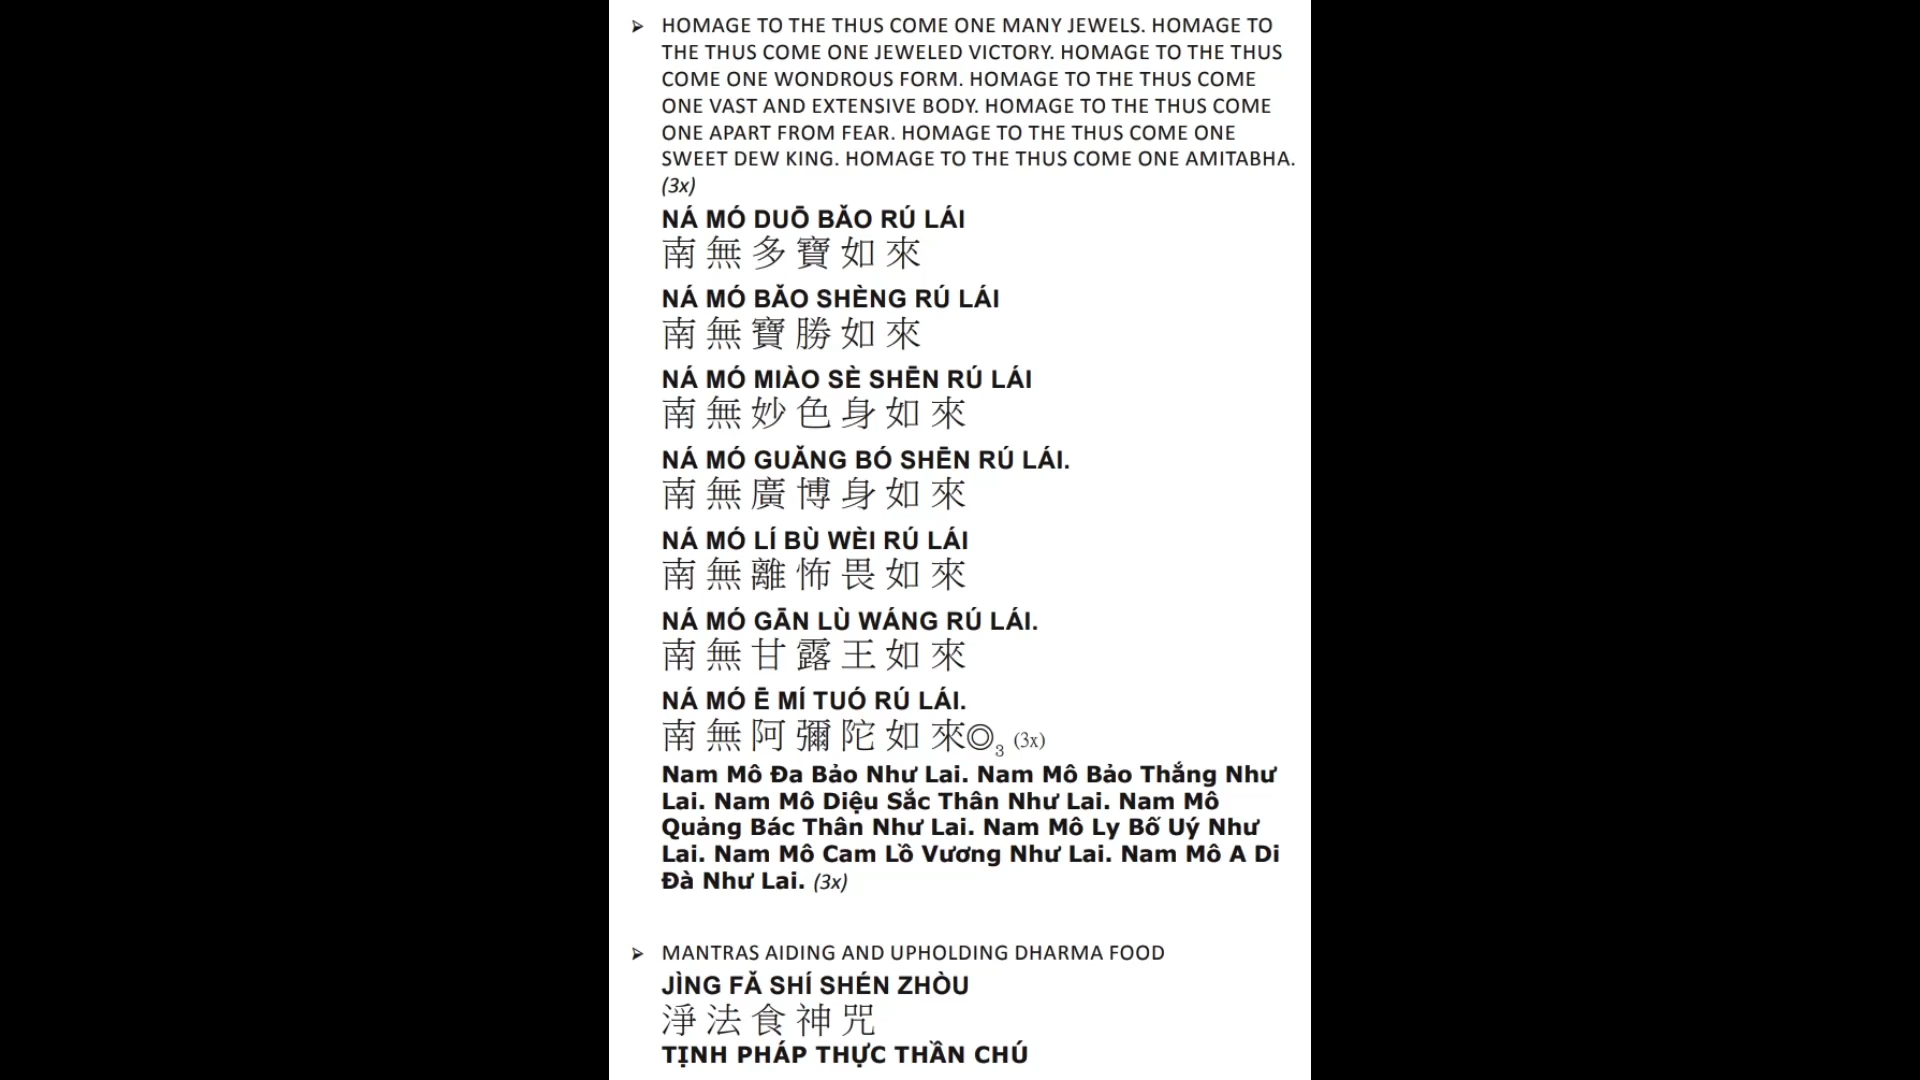 ➢ HOMAGE TO THE THUS COME ONE MANY JEWELS. HOMAGE TO
THE THUS COME ONE JEWELED VICTORY. HOMAGE TO THE THUS
COME ONE WONDROUS FORM. HOMAGE TO THE THUS COME
ONE VAST AND EXTENSIVE BODY. HOMAGE TO THE THUS COME
ONE APART FROM FEAR. HOMAGE TO THE THUS COME ONE
SWEET DEW KING. HOMAGE TO THE THUS COME ONE AMITABHA.
(3x)
NÁ MÓ DUŌ BǍO RÚ LÁI
南 無 多 寶 如 來
NÁ MÓ BǍO SHÈNG RÚ LÁI
南 無 寶 勝 如 來
NÁ MÓ MIÀO SÈ SHĒN RÚ LÁI
南 無 妙 色 身 如 來
NÁ MÓ GUǍNG BÓ SHĒN RÚ LÁI.
南 無 廣 博 身 如 來
NÁ MÓ LÍ BÙ WÈI RÚ LÁI
南 無 離 怖 畏 如 來
NÁ MÓ GĀN LÙ WÁNG RÚ LÁI.
南 無 甘 露 王 如 來
NÁ MÓ Ē MÍ TUÓ RÚ LÁI.
南 無 阿 彌 陀 如 來◎3 (3x)
Nam Mô Đa Bảo Như Lai. Nam Mô Bảo Thắng Như
Lai. Nam Mô Diệu Sắc Thân Như Lai. Nam Mô
Quảng Bác Thân Như Lai. Nam Mô Ly Bố Uý Như
Lai. Nam Mô Cam Lồ Vương Như Lai. Nam Mô A Di
Đà Như Lai. (3x)
➢ MANTRAS AIDING AND UPHOLDING DHARMA FOOD
JÌNG FǍ SHÍ SHÉN ZHÒU
淨 法 食 神 咒
TỊNH PHÁP THỰC THẦN CHÚ